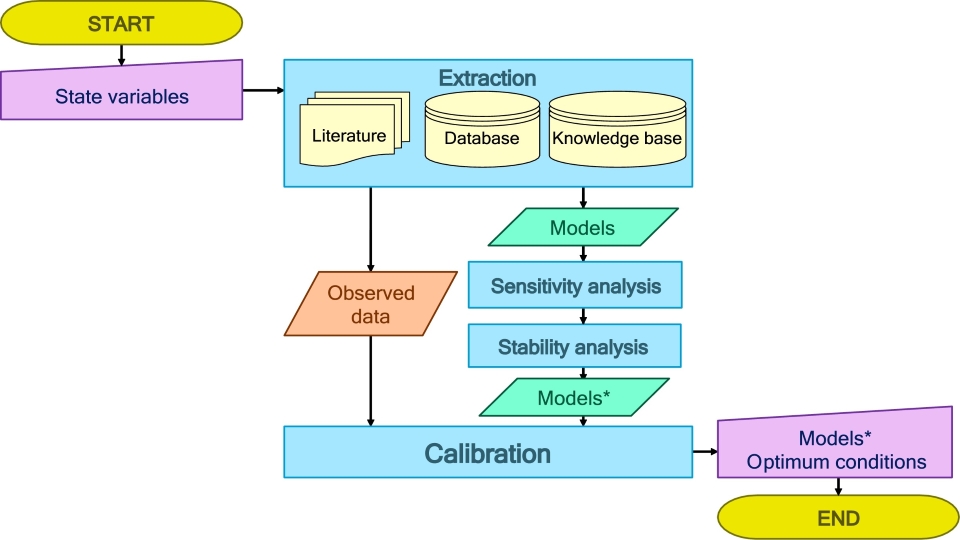 START
State variables
Extraction
Literature
Database
Knowledge base
Models
Sensitivity analysis
Observed
data
Stability analysis
Models*
Calibration
Models*
Optimum conditions
END